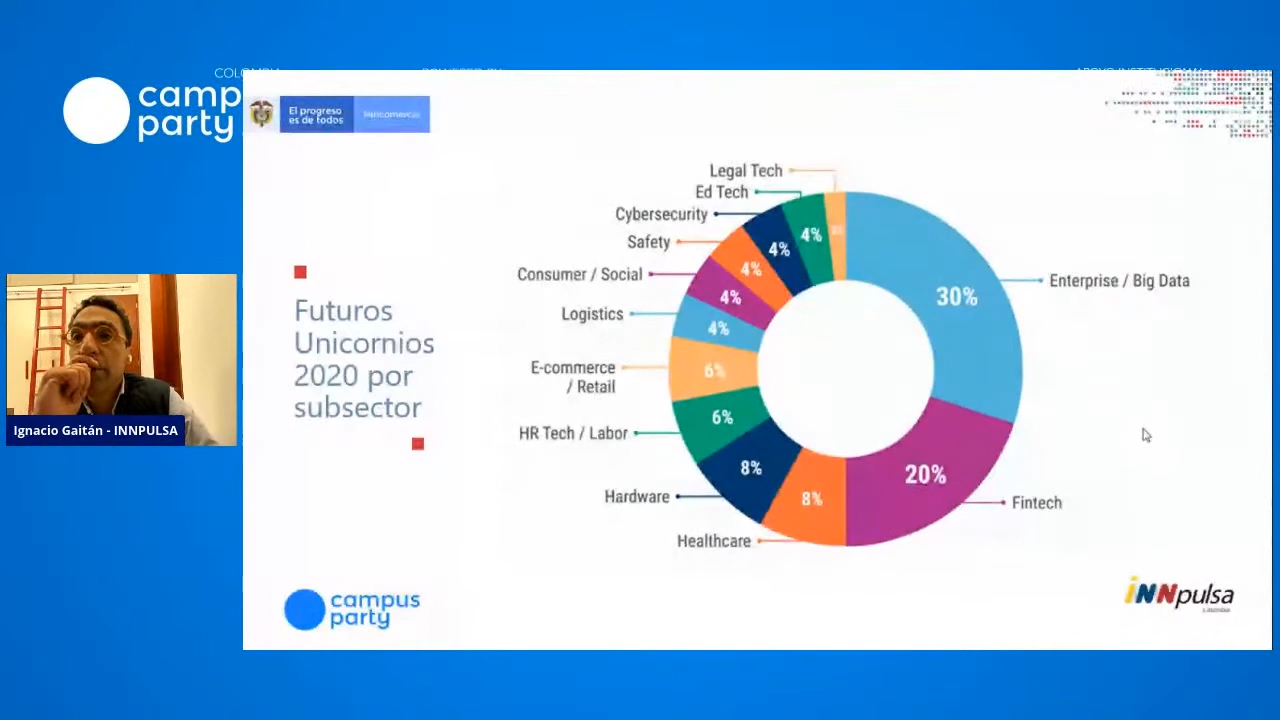 camp
party
El progreso
es de todos
Mincomercio
Legal Tech
Ed Tech
Cybersecurity
Safety
Consumer / Social
Logistics
E-commerce
/ Retail
HR Tech / Labor
Hardware
Healthcare
Enterprise / Big Data
Fintech
30%
20%
8%
8%
6%
6%
4%
4%
4%
4%
4%
Futuros
Unicornios
2020 por
subsector
Ignacio Gaitán - INNPULSA
campus
party
iNNpulsa